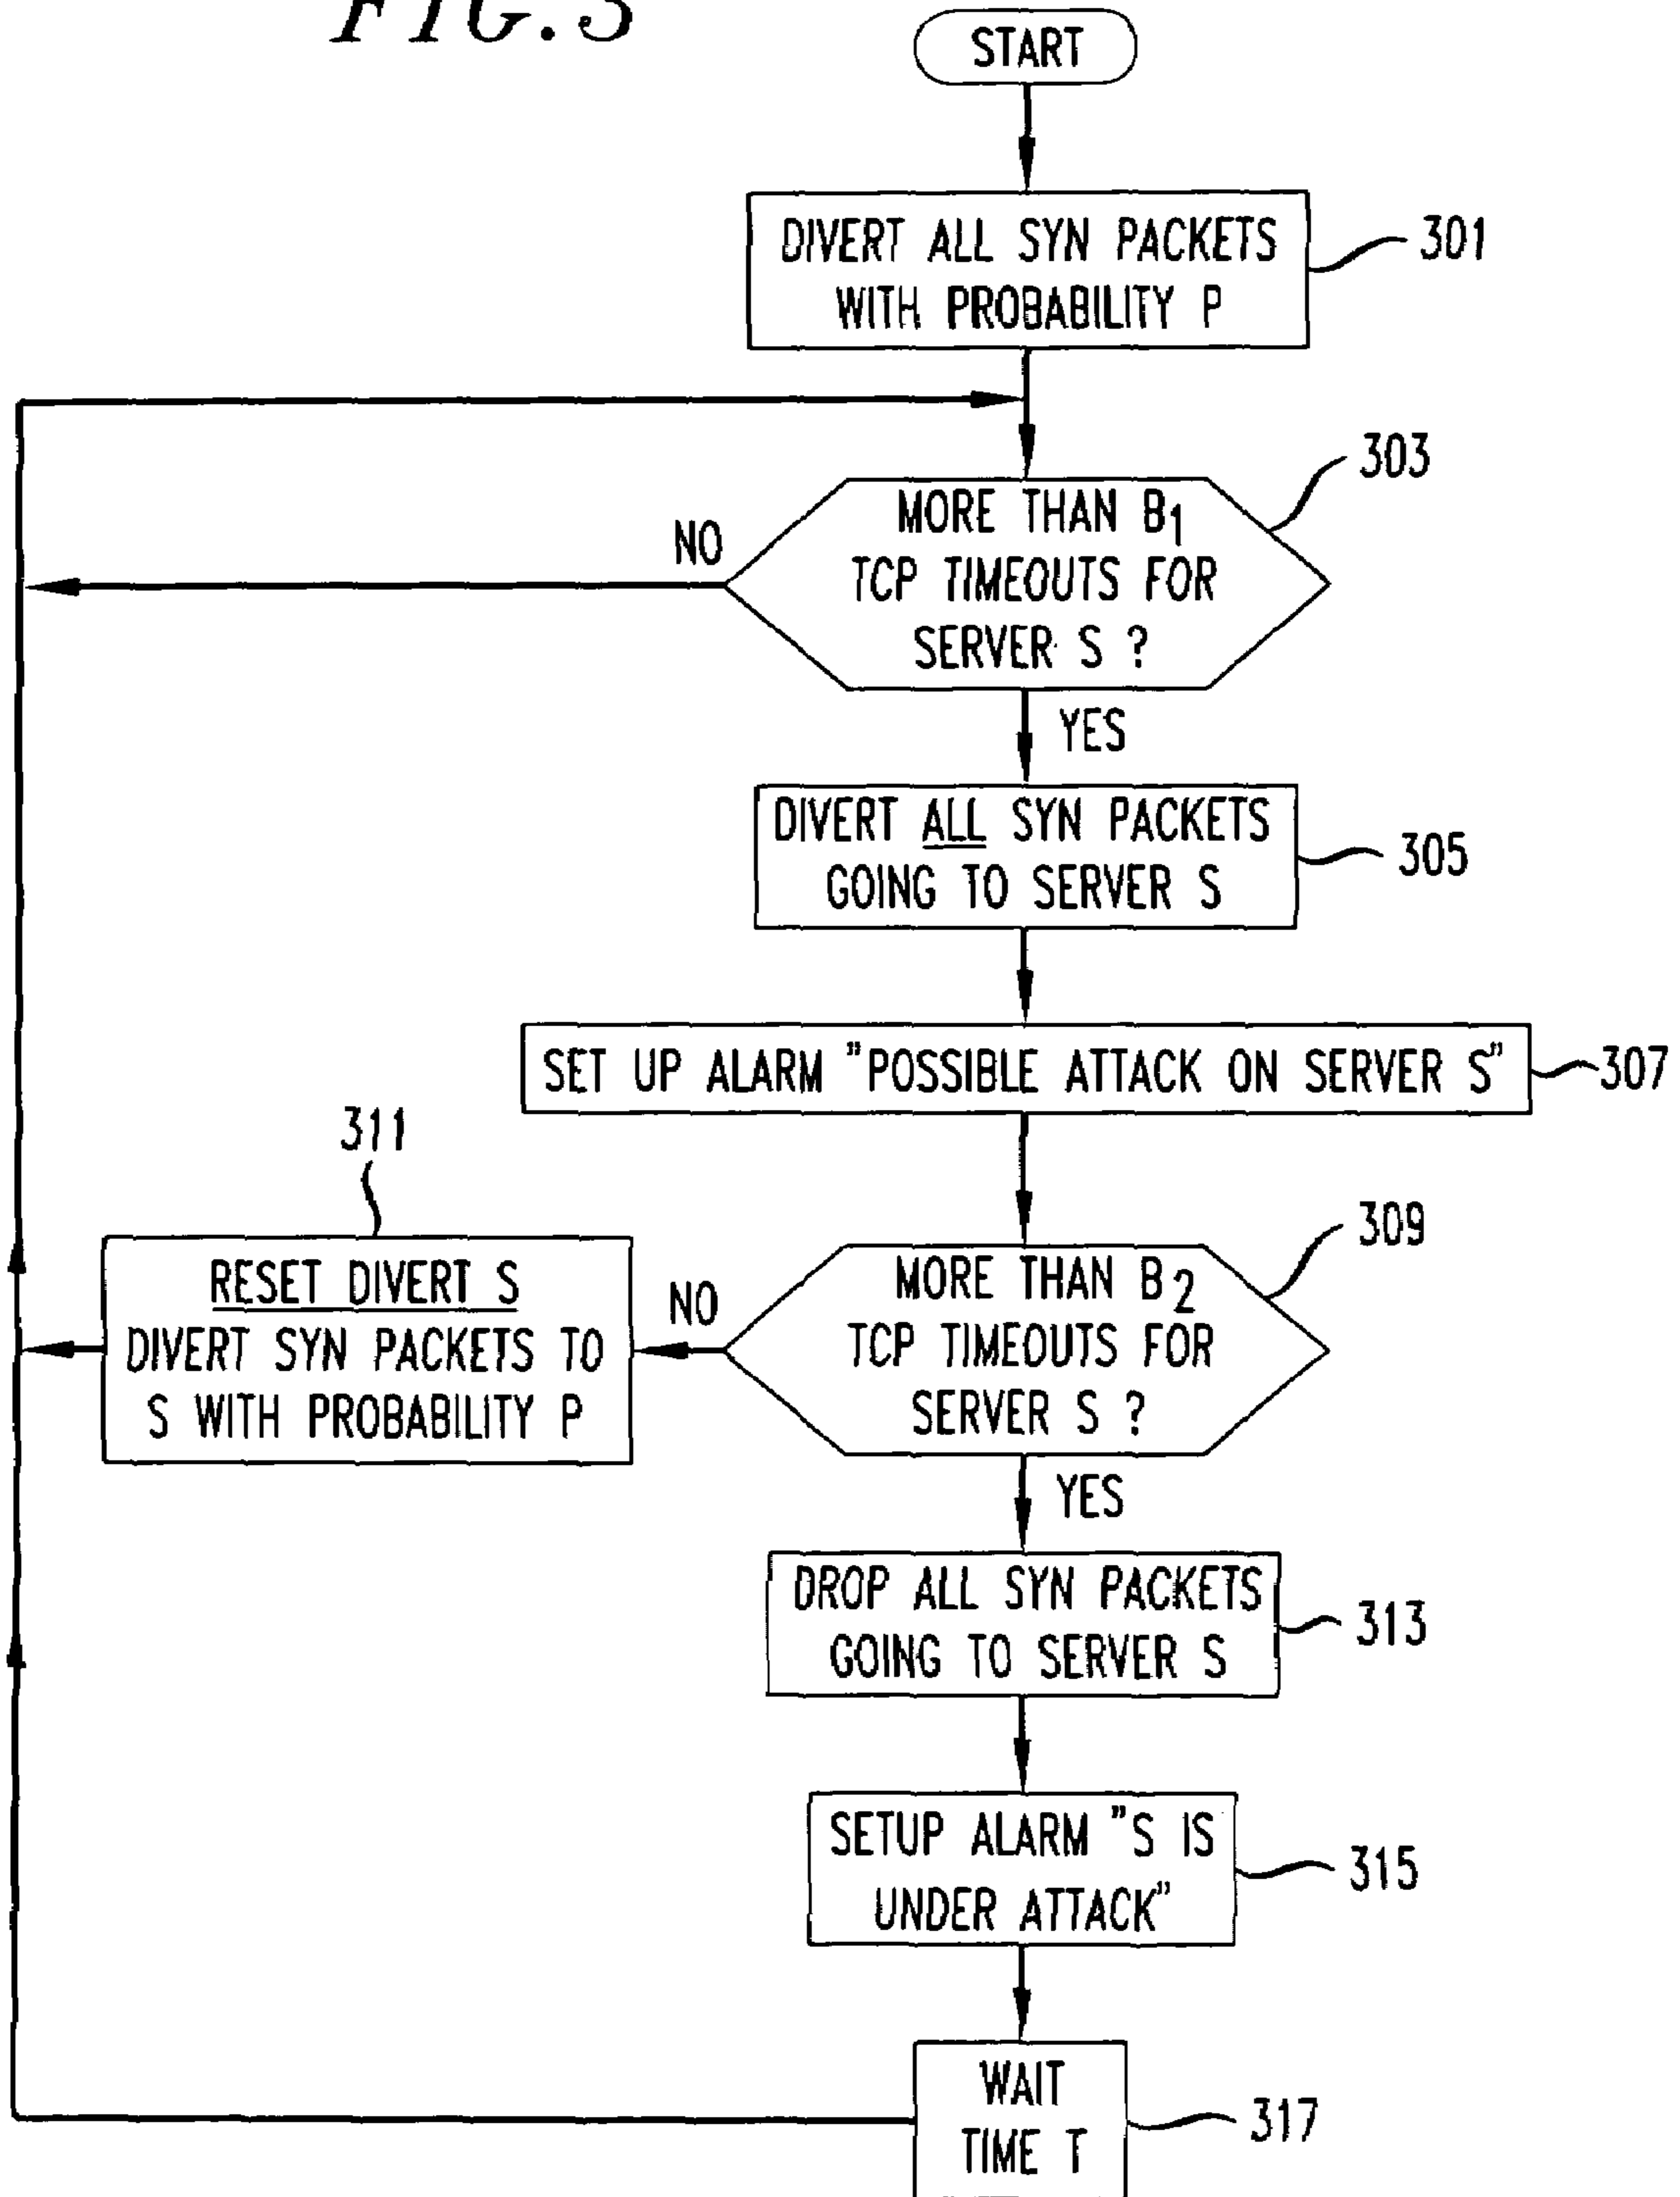 FIG. 3
START
DIVERT ALL SYN PACKETS
WITH PROBABILITY P
301
303
MORE THAN B1
TCP TIMEOUTS FOR
SERVER S ?
NO
YES
DIVERT ALL SYN PACKETS
GOING TO SERVER S
305
SET UP ALARM "POSSIBLE ATTACK ON SERVER S"
307
311
RESET DIVERT S
DIVERT SYN PACKETS TO
S WITH PROBABILITY P
309
MORE THAN B2
TCP TIMEOUTS FOR
SERVER S ?
NO
YES
DROP ALL SYN PACKETS
GOING TO SERVER S
313
SETUP ALARM "S IS
UNDER ATTACK"
315
WAIT
TIME T
317